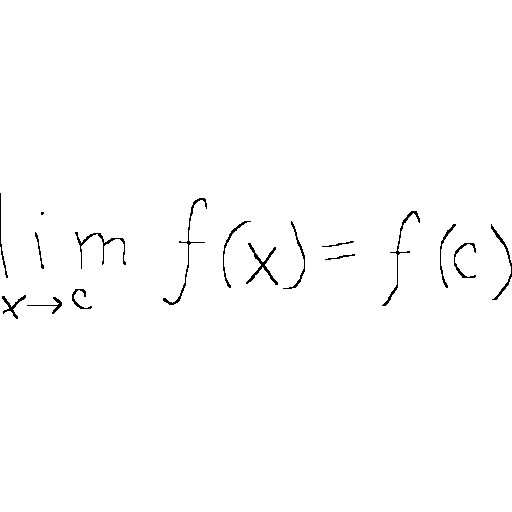 lim f(x) = f(c)
x→c